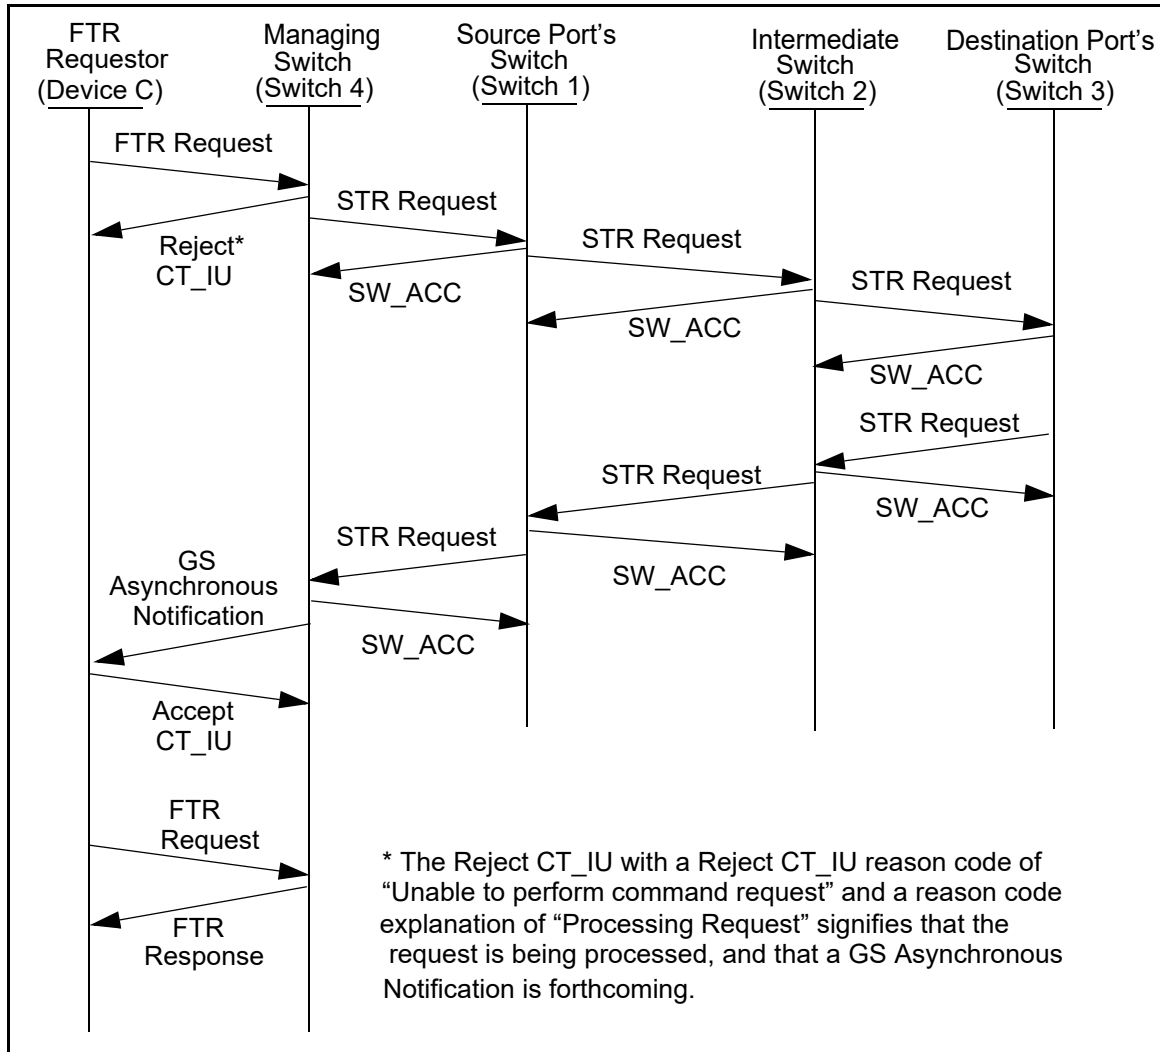 FTR
Requestor
(Device C)
Managing
Switch
(Switch 4)
Source Port's
Switch
(Switch 1)
Intermediate
Switch
(Switch 2)
Destination Port's
Switch
(Switch 3)
FTR Request
STR Request
Reject*
CT_IU
STR Request
SW_ACC
STR Request
SW_ACC
SW_ACC
STR Request
STR Request
SW_ACC
STR Request
GS
Asynchronous
Notification
SW_ACC
SW_ACC
Accept
CT_IU
FTR
Request
FTR
Response
* The Reject CT_IU with a Reject CT_IU reason code of
“Unable to perform command request” and a reason code
explanation of “Processing Request” signifies that the
request is being processed, and that a GS Asynchronous
Notification is forthcoming.